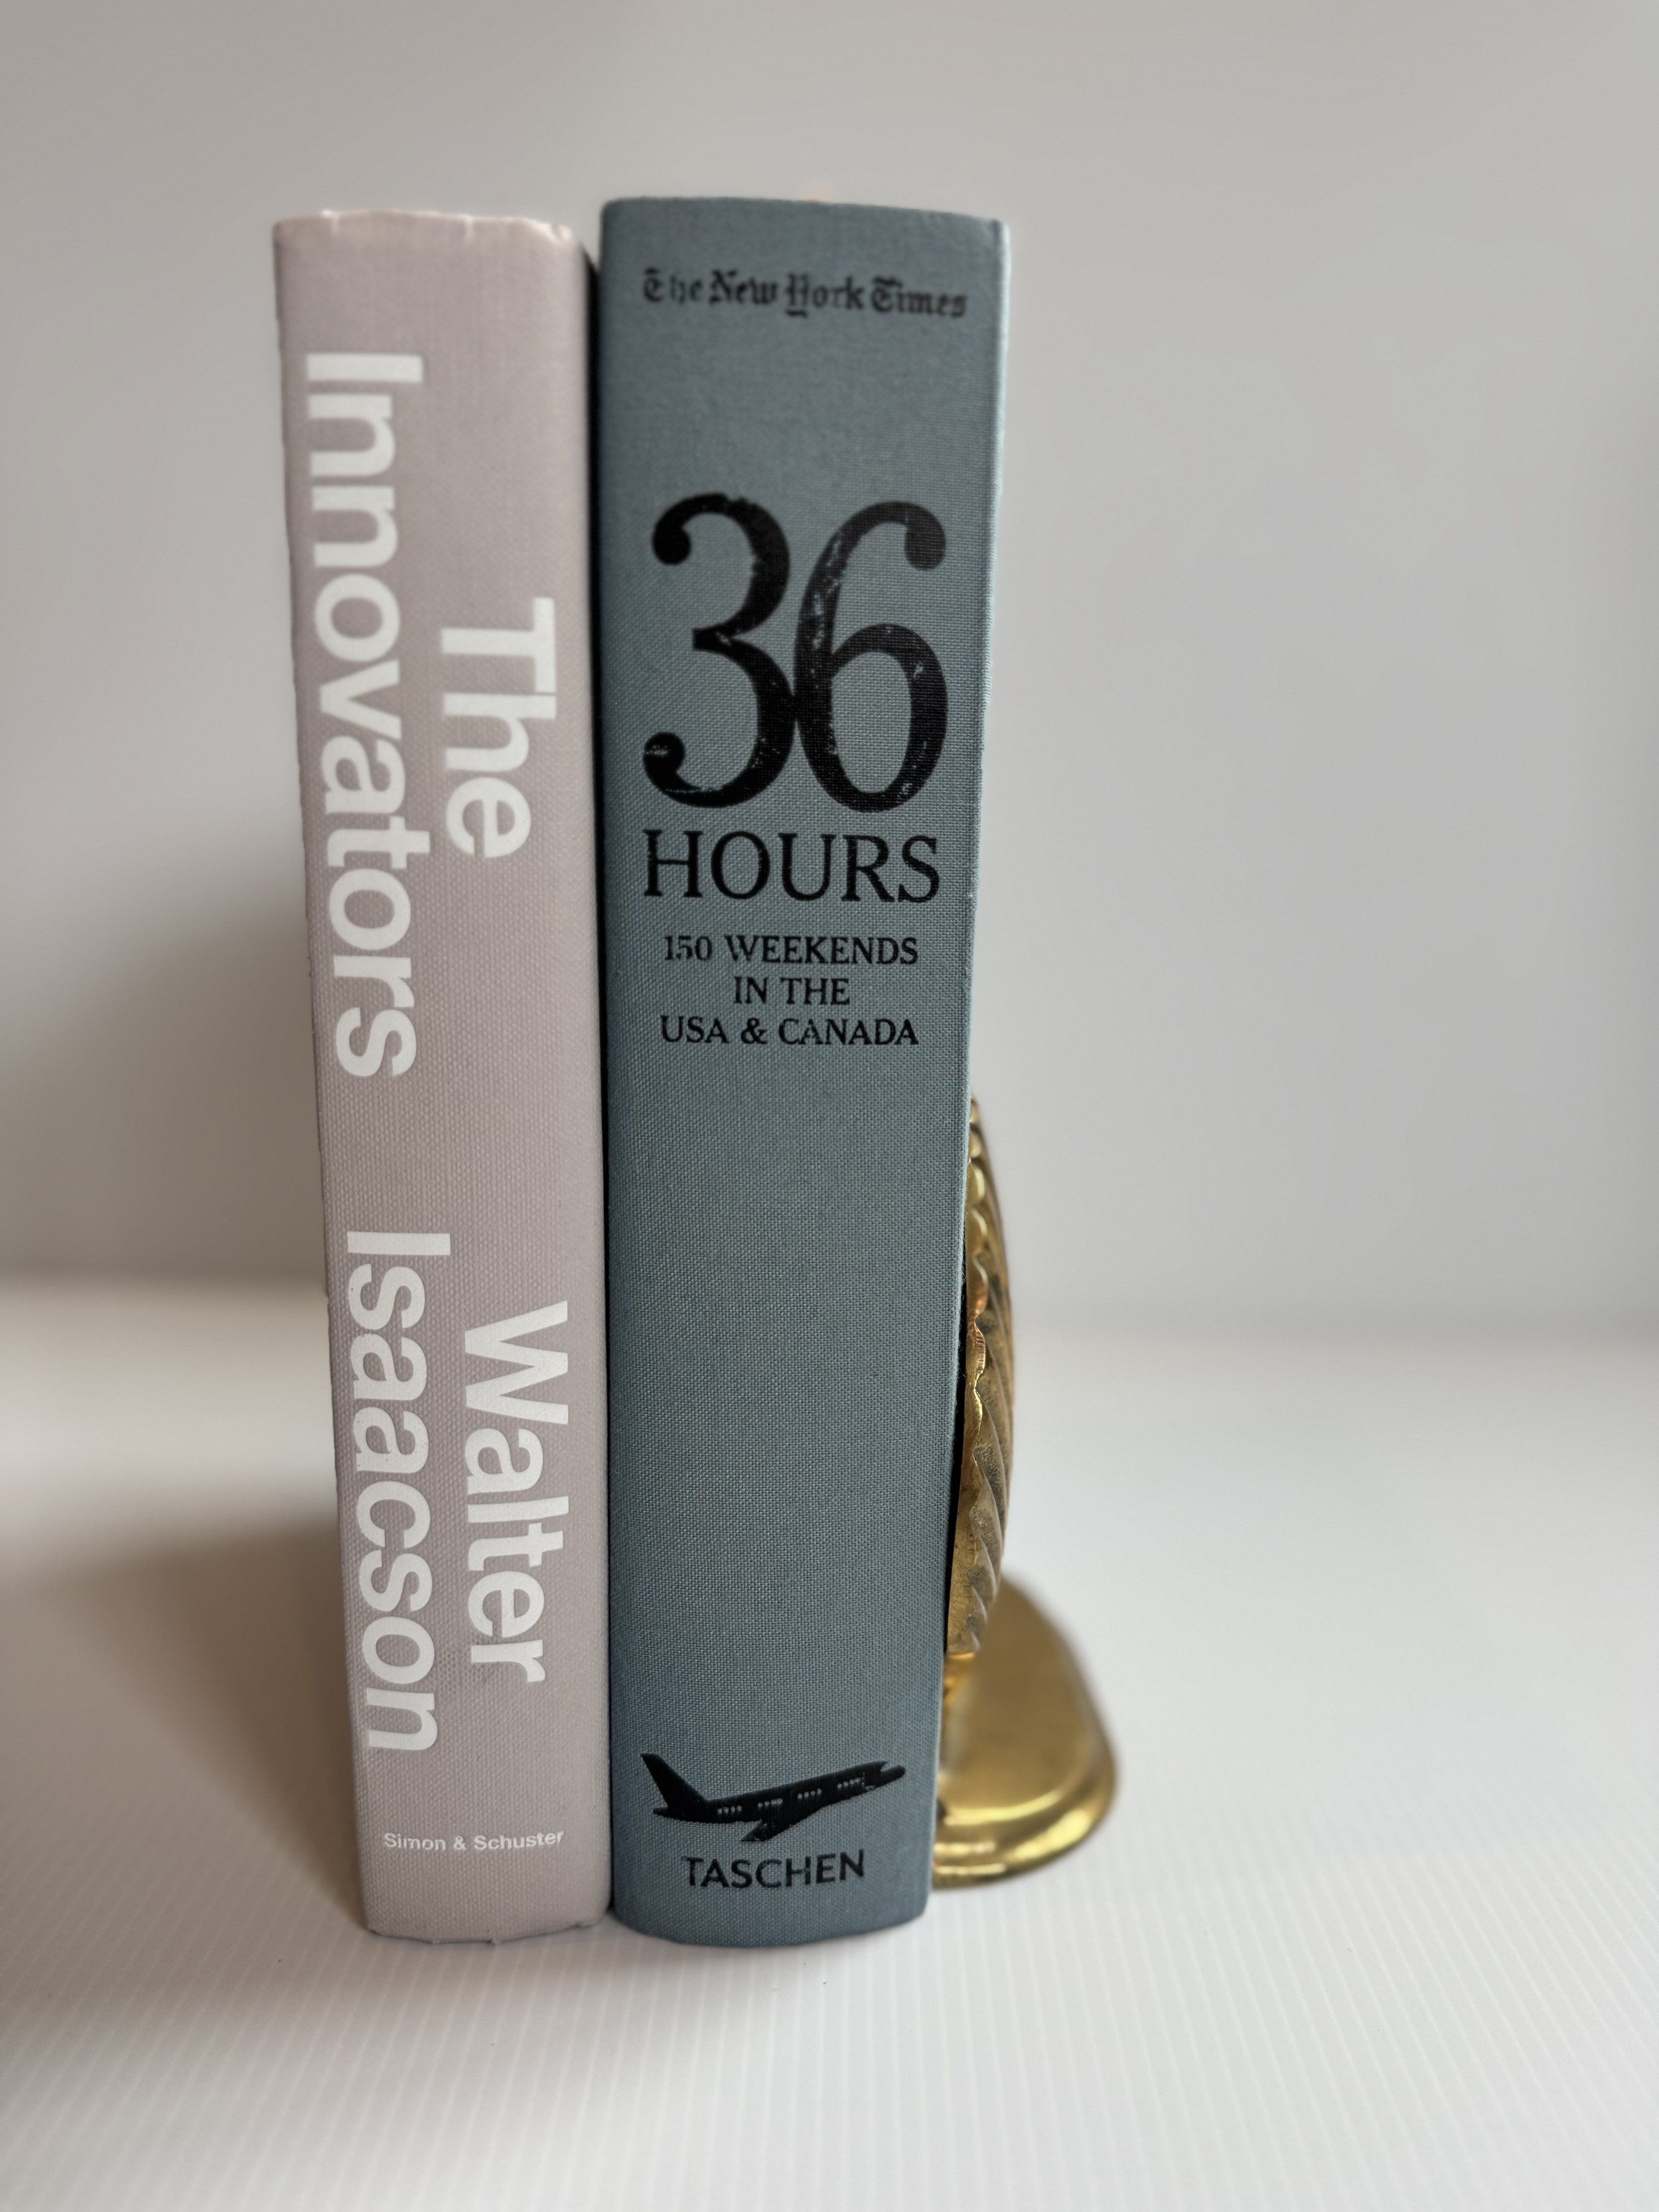 The
Innovators
Walter
Isaacson
Simon & Schuster
The New York Times
36
HOURS
150 WEEKENDS
IN THE
USA & CANADA
TASCHEN